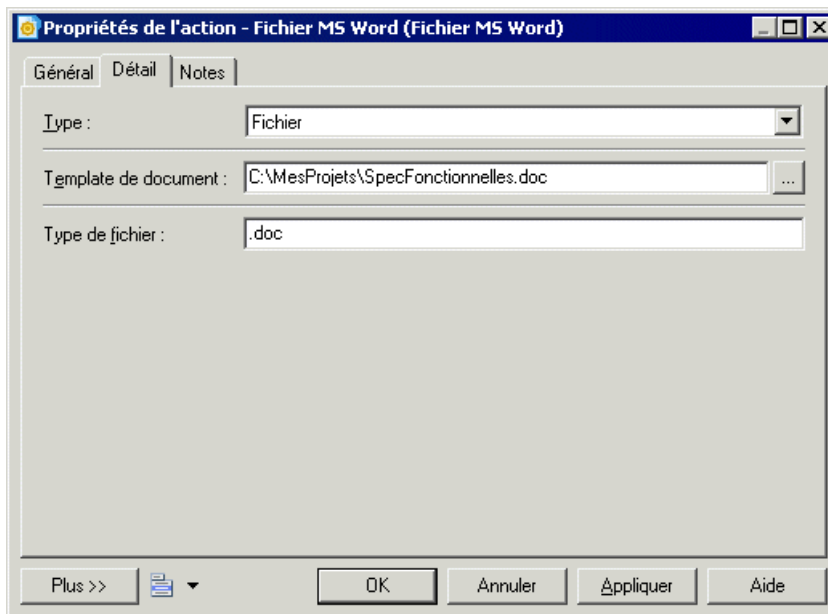 Propriétés de l'action - Fichier MS Word (Fichier MS Word)
Général Détail Notes
Type : Fichier
Template de document : C:\MesProjets\SpecFonctionnelles.doc ...
Type de fichier : .doc
Plus >> OK Annuler Appliquer Aide